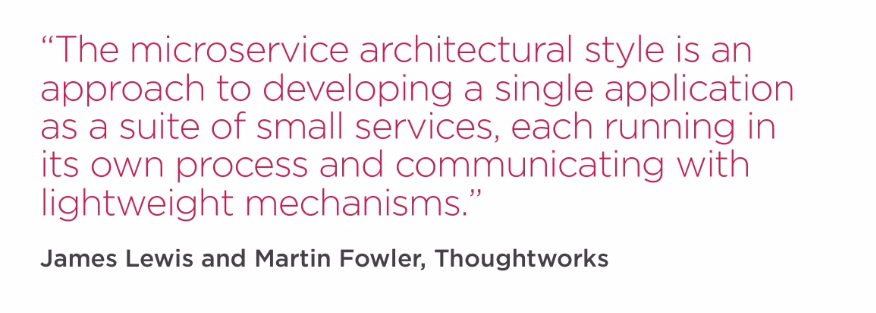 “The microservice architectural style is an
approach to developing a single application
as a suite of small services, each running in
its own process and communicating with
lightweight mechanisms.”
James Lewis and Martin Fowler, Thoughtworks